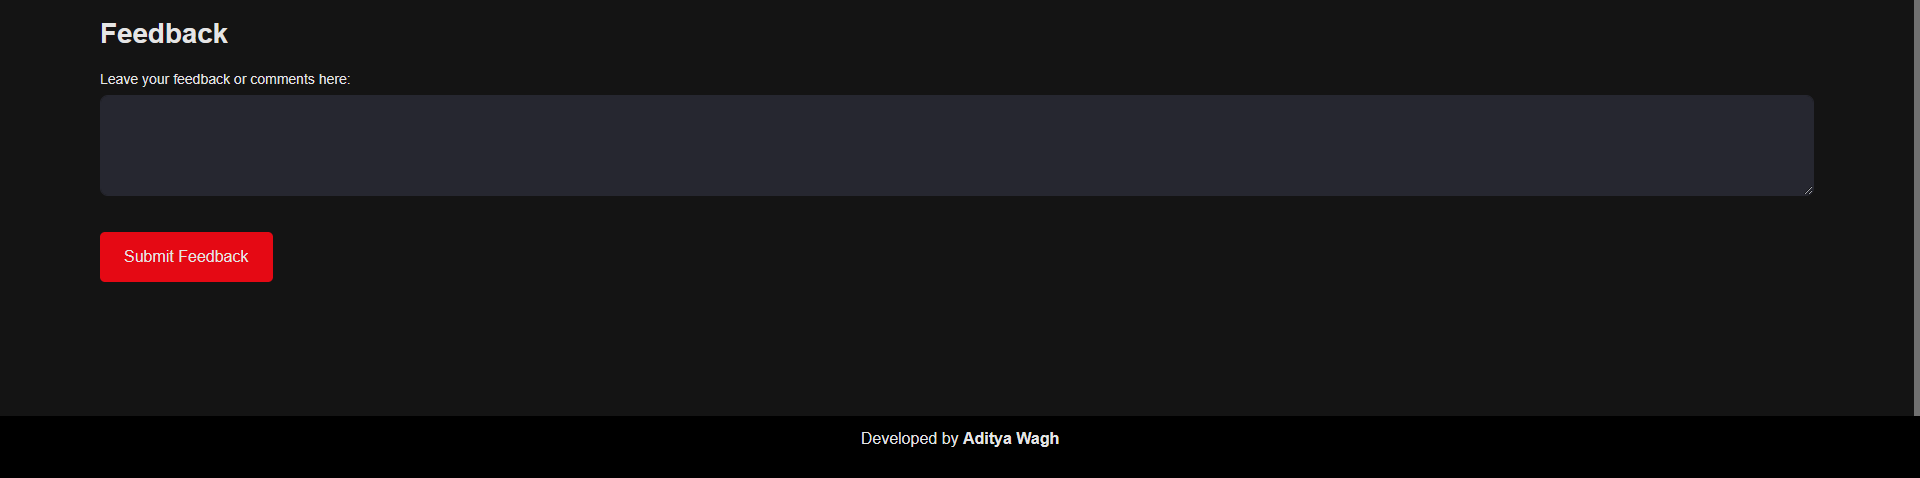 Feedback
Leave your feedback or comments here:
Submit Feedback
Developed by Aditya Wagh